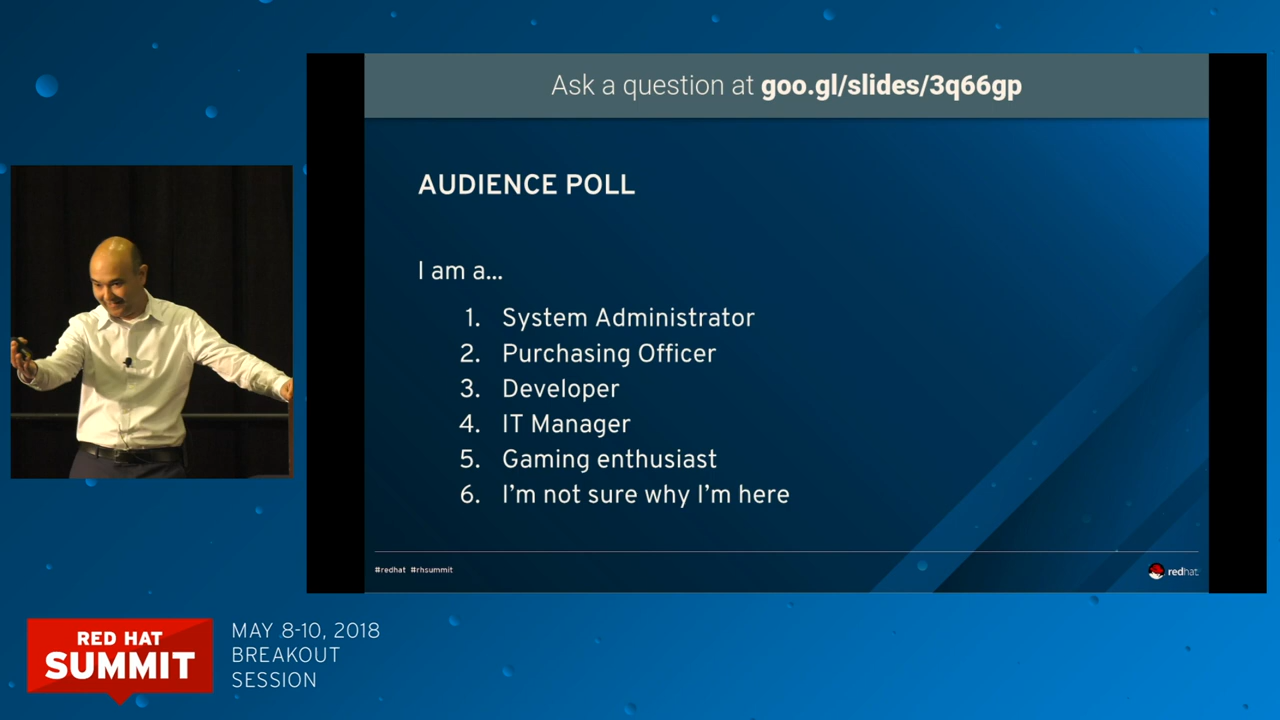 Ask a question at goo.gl/slides/3q66gp
AUDIENCE POLL
I am a...
1. System Administrator
2. Purchasing Officer
3. Developer
4. IT Manager
5. Gaming enthusiast
6. I'm not sure why I'm here
#redhat #rhsummit
redhat.
RED HAT
SUMMIT
MAY 8-10, 2018
BREAKOUT
SESSION